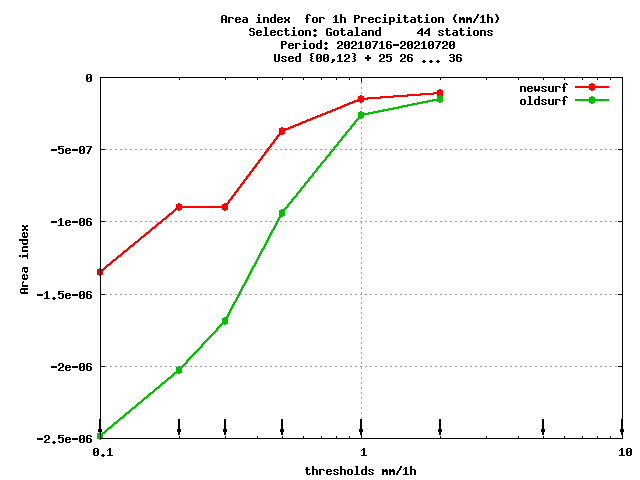 Area index  for 1h Precipitation (mm/1h)
Selection: Gotaland     44 stations
Period: 20210716-20210720
Used {00,12} + 25 26 ... 36
newsurf
oldsurf
0
-5e-07
-1e-06
-1.5e-06
-2e-06
-2.5e-06
Area index
0.1 1 10
thresholds mm/1h